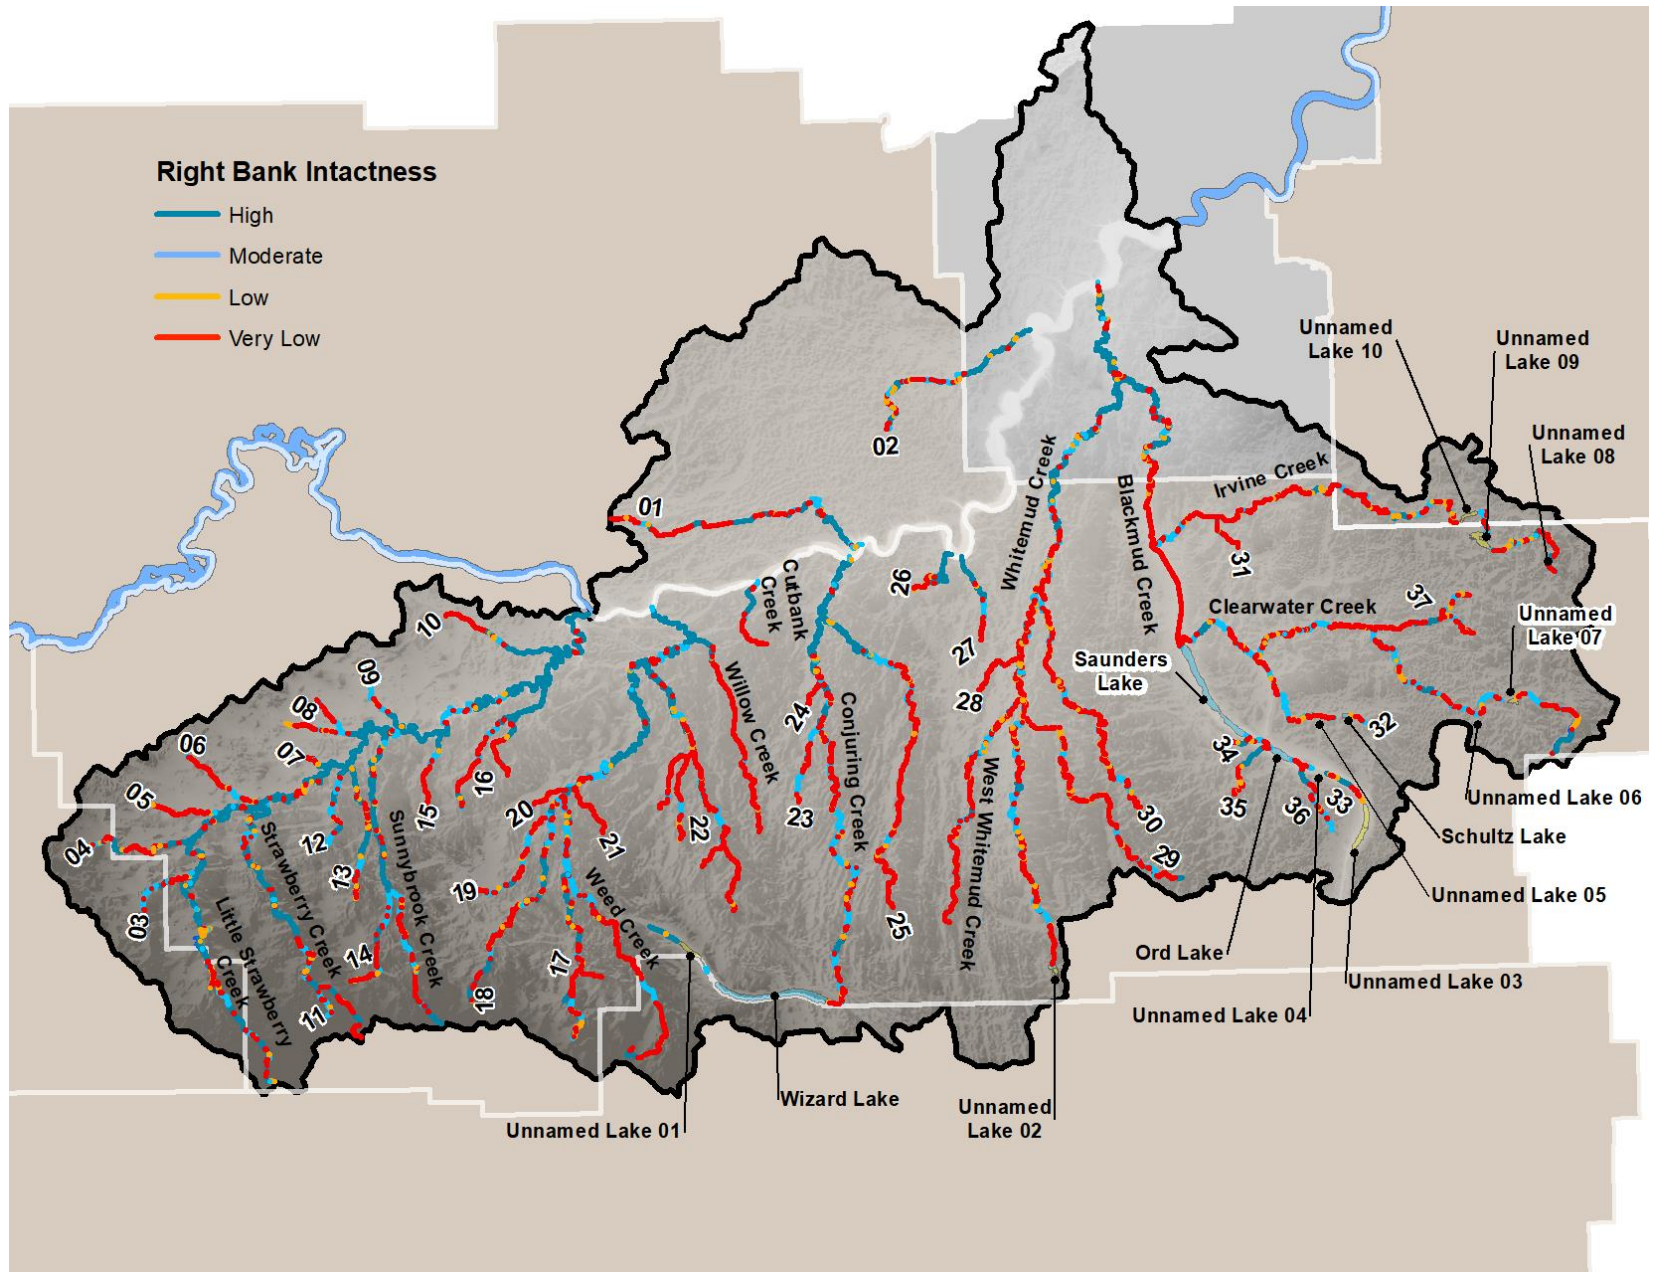 Right Bank Intactness
High
Moderate
Low
Very Low
Unnamed
Lake 10
Unnamed
Lake 09
Unnamed
Lake 08
02
01
Whitemud Creek
Blackmud Creek
Irvine Creek
31
Cutbank
Creek
26
27
28
10
09
08
07
06
05
04
03
Clearwater Creek
37
Unnamed
Lake 07
Saunders
Lake
Willow Creek
24
23
Conjuring Creek
25
West Whitemud Creek
30
29
34
35
36
33
32
Unnamed Lake 06
Schultz Lake
Unnamed Lake 05
Ord Lake
Unnamed Lake 03
Unnamed Lake 04
16
15
12
13
14
11
Strawberry Creek
Sunnybrook Creek
Little Strawberry
Creek
20
21
22
19
18
17
Weed Creek
Wizard Lake
Unnamed Lake 01
Unnamed
Lake 02